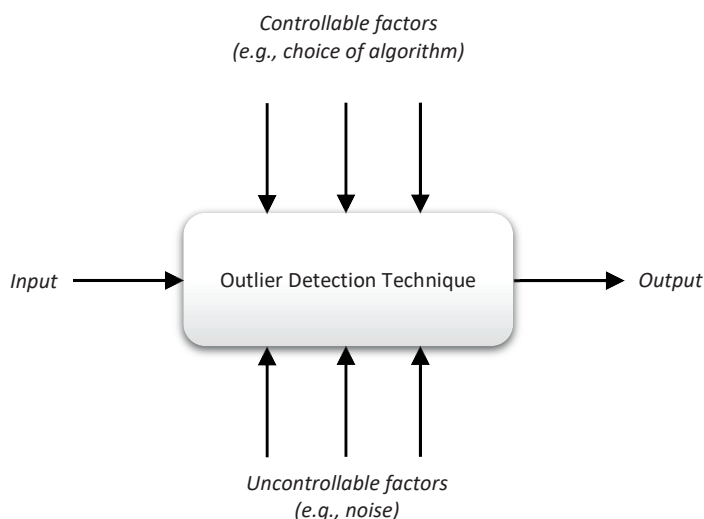 Controllable factors
(e.g., choice of algorithm)
Input
Outlier Detection Technique
Output
Uncontrollable factors
(e.g., noise)